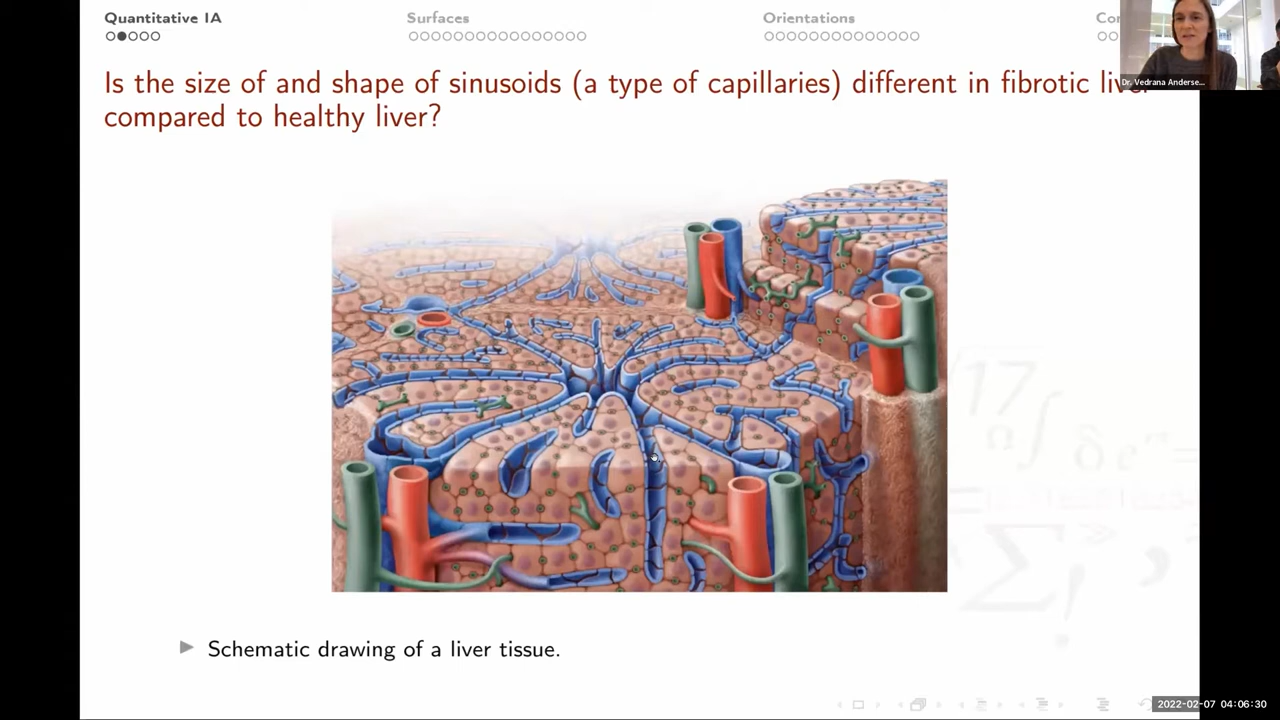 Quantitative IA
Surfaces
Orientations
Dr. Vedrana Anderse...
Is the size of and shape of sinusoids (a type of capillaries) different in fibrotic
compared to healthy liver?
17
δ e
Σ !
Schematic drawing of a liver tissue.
2022-02-07 04:06:30